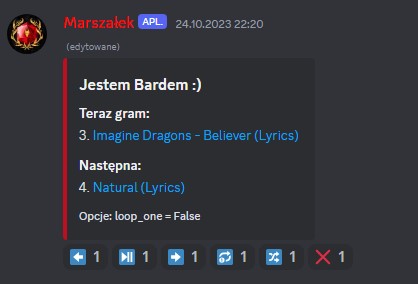 Marszałek APL. 24.10.2023 22:20
(edytowane)
Jestem Bardem :)
Teraz gram:
3. Imagine Dragons - Believer (Lyrics)
Następna:
4. Natural (Lyrics)
Opcje: loop_one = False
1 1 1 1 1 1